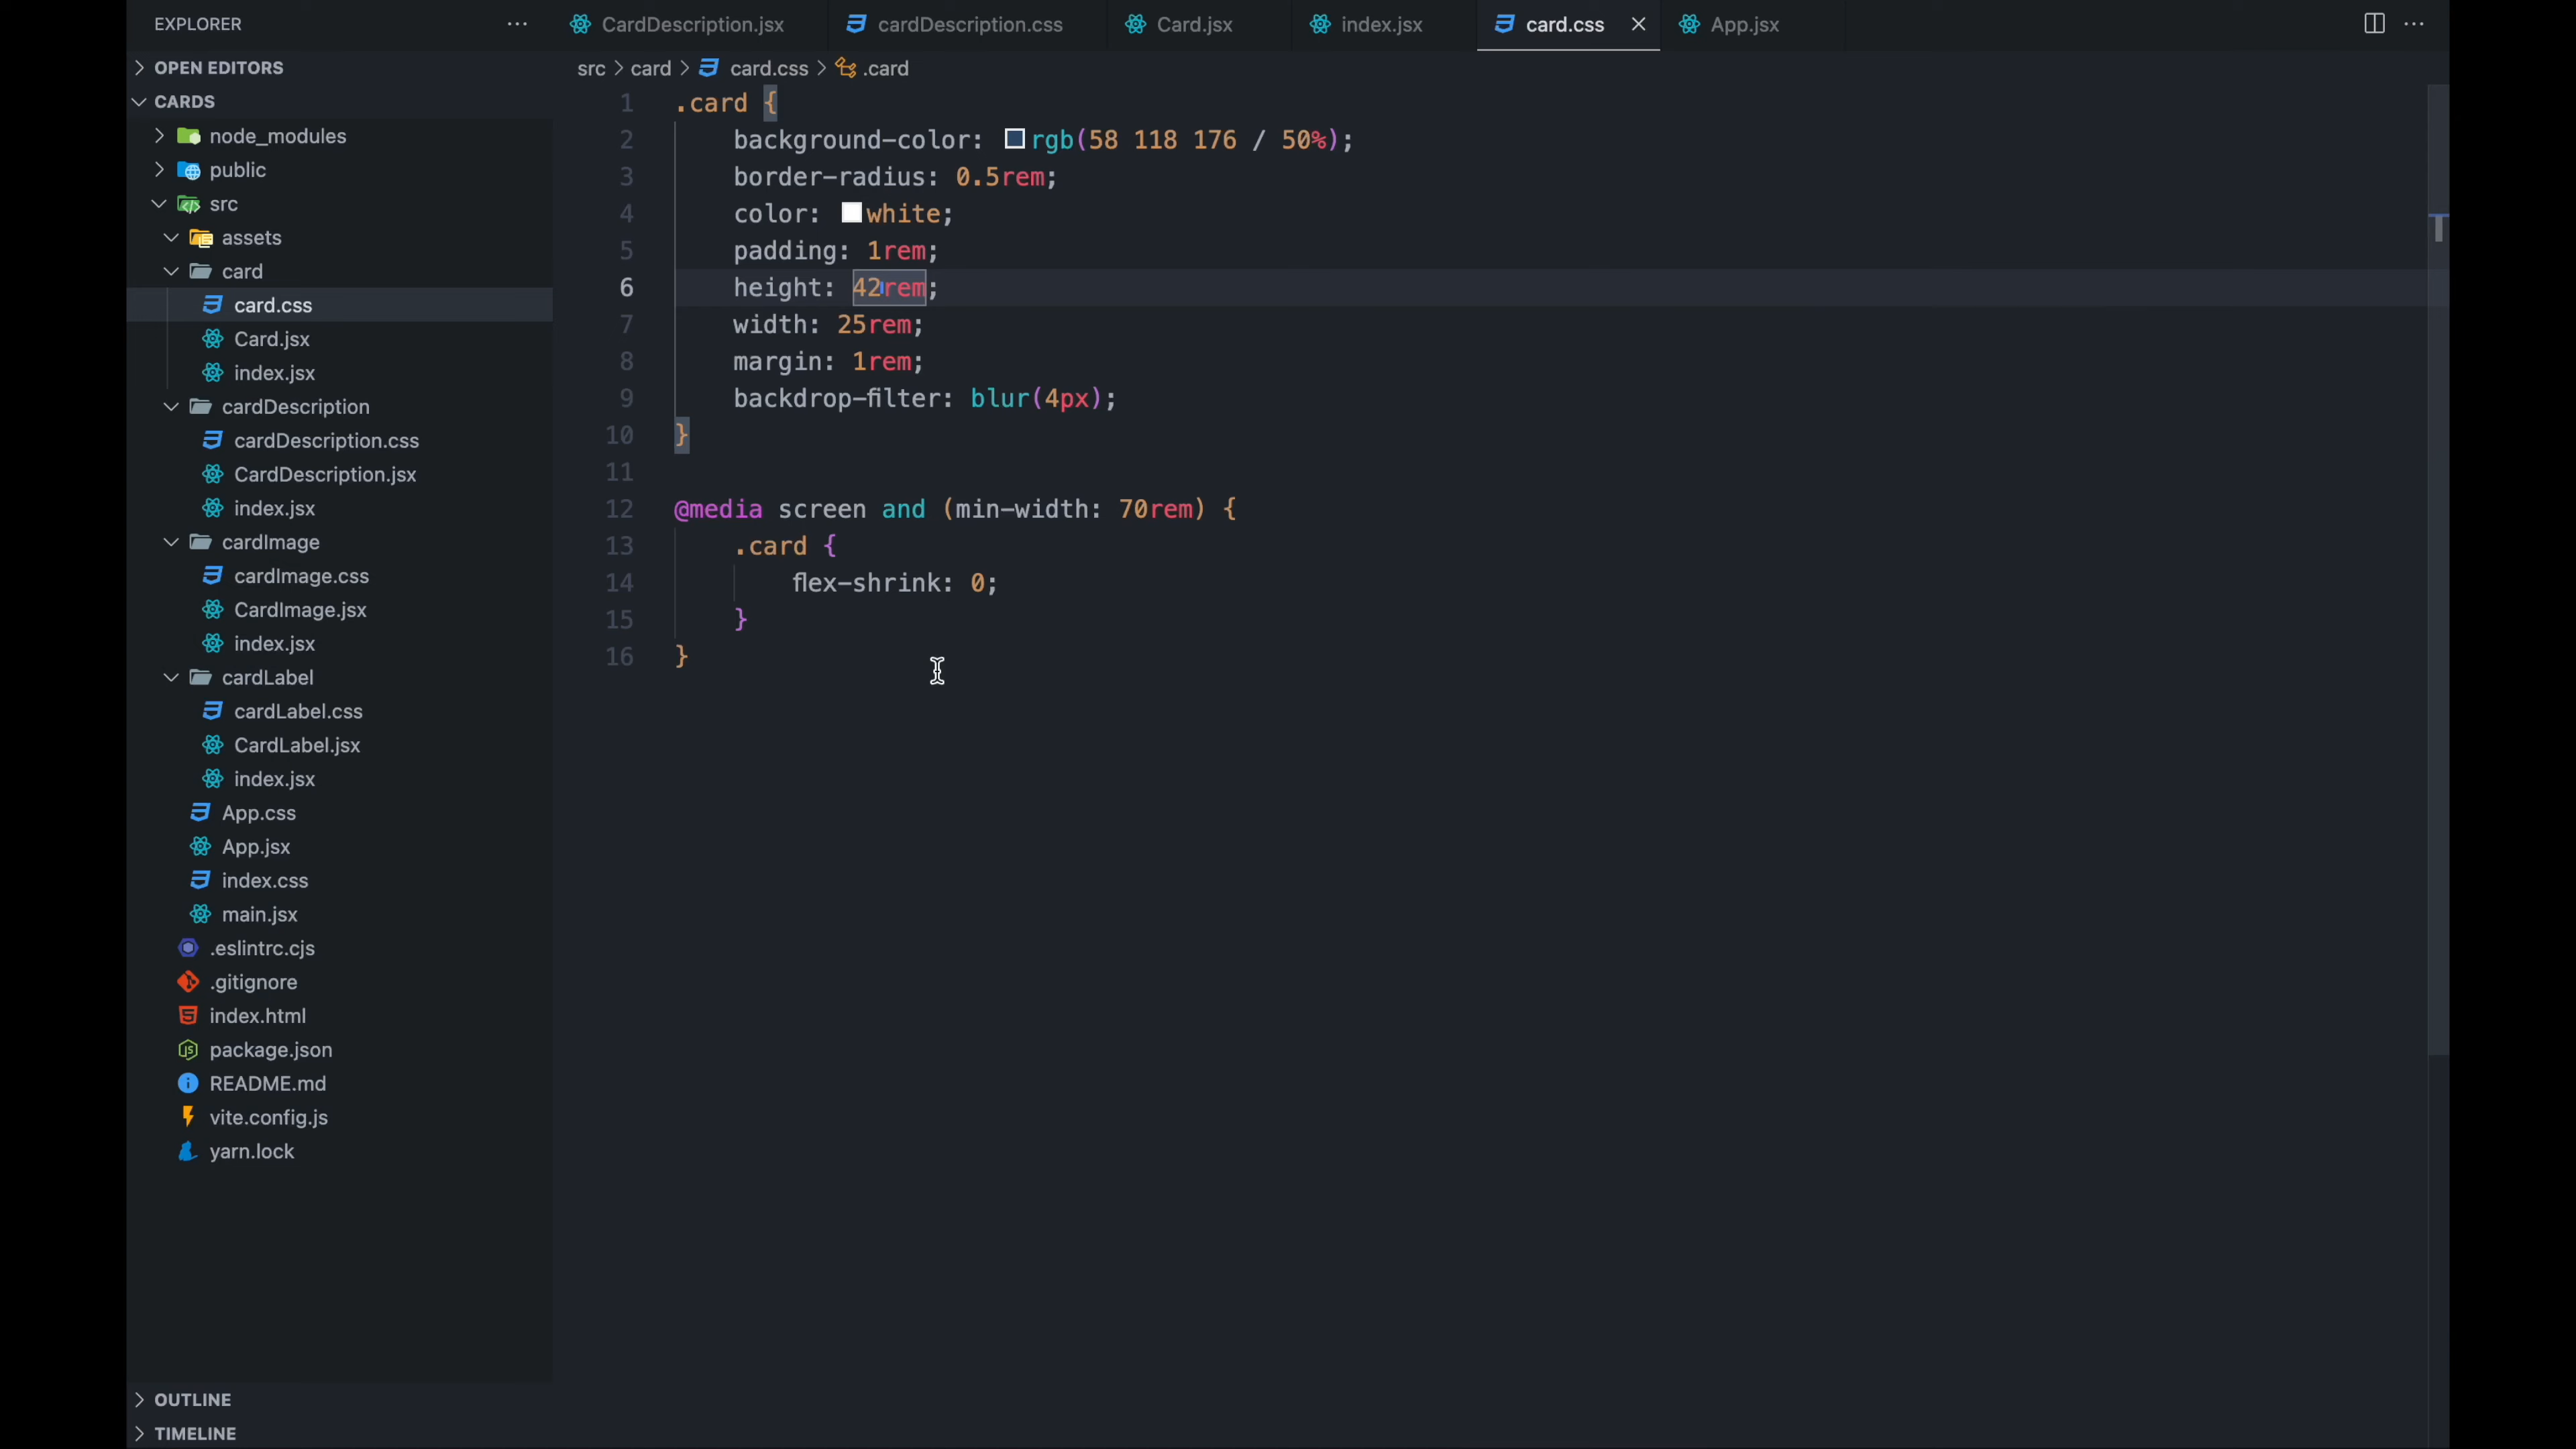 EXPLORER
OPEN EDITORS
CARDS
node_modules
public
src
assets
card
card.css
Card.jsx
index.jsx
cardDescription
cardDescription.css
CardDescription.jsx
index.jsx
cardImage
cardImage.css
CardImage.jsx
index.jsx
cardLabel
cardLabel.css
CardLabel.jsx
index.jsx
App.css
App.jsx
index.css
main.jsx
.eslintrc.cjs
.gitignore
index.html
package.json
README.md
vite.config.js
yarn.lock
OUTLINE
TIMELINE
CardDescription.jsx cardDescription.css Card.jsx index.jsx card.css App.jsx
src > card > card.css > .card
1 .card {
2 background-color: rgb(58 118 176 / 50%);
3 border-radius: 0.5rem;
4 color: white;
5 padding: 1rem;
6 height: 42rem;
7 width: 25rem;
8 margin: 1rem;
9 backdrop-filter: blur(4px);
10 }
11
12 @media screen and (min-width: 70rem) {
13 .card {
14 flex-shrink: 0;
15 }
16 }